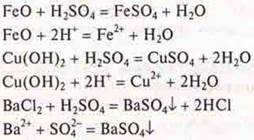 FeO + H₂SO₄ = FeSO₄ + H₂O
FeO + 2H⁺ = Fe²⁺ + H₂O
Cu(OH)₂ + H₂SO₄ = CuSO₄ + 2H₂O
Cu(OH)₂ + 2H⁺ = Cu²⁺ + 2H₂O
BaCl₂ + H₂SO₄ = BaSO₄↓ + 2HCl
Ba²⁺ + SO₄²⁻ = BaSO₄↓